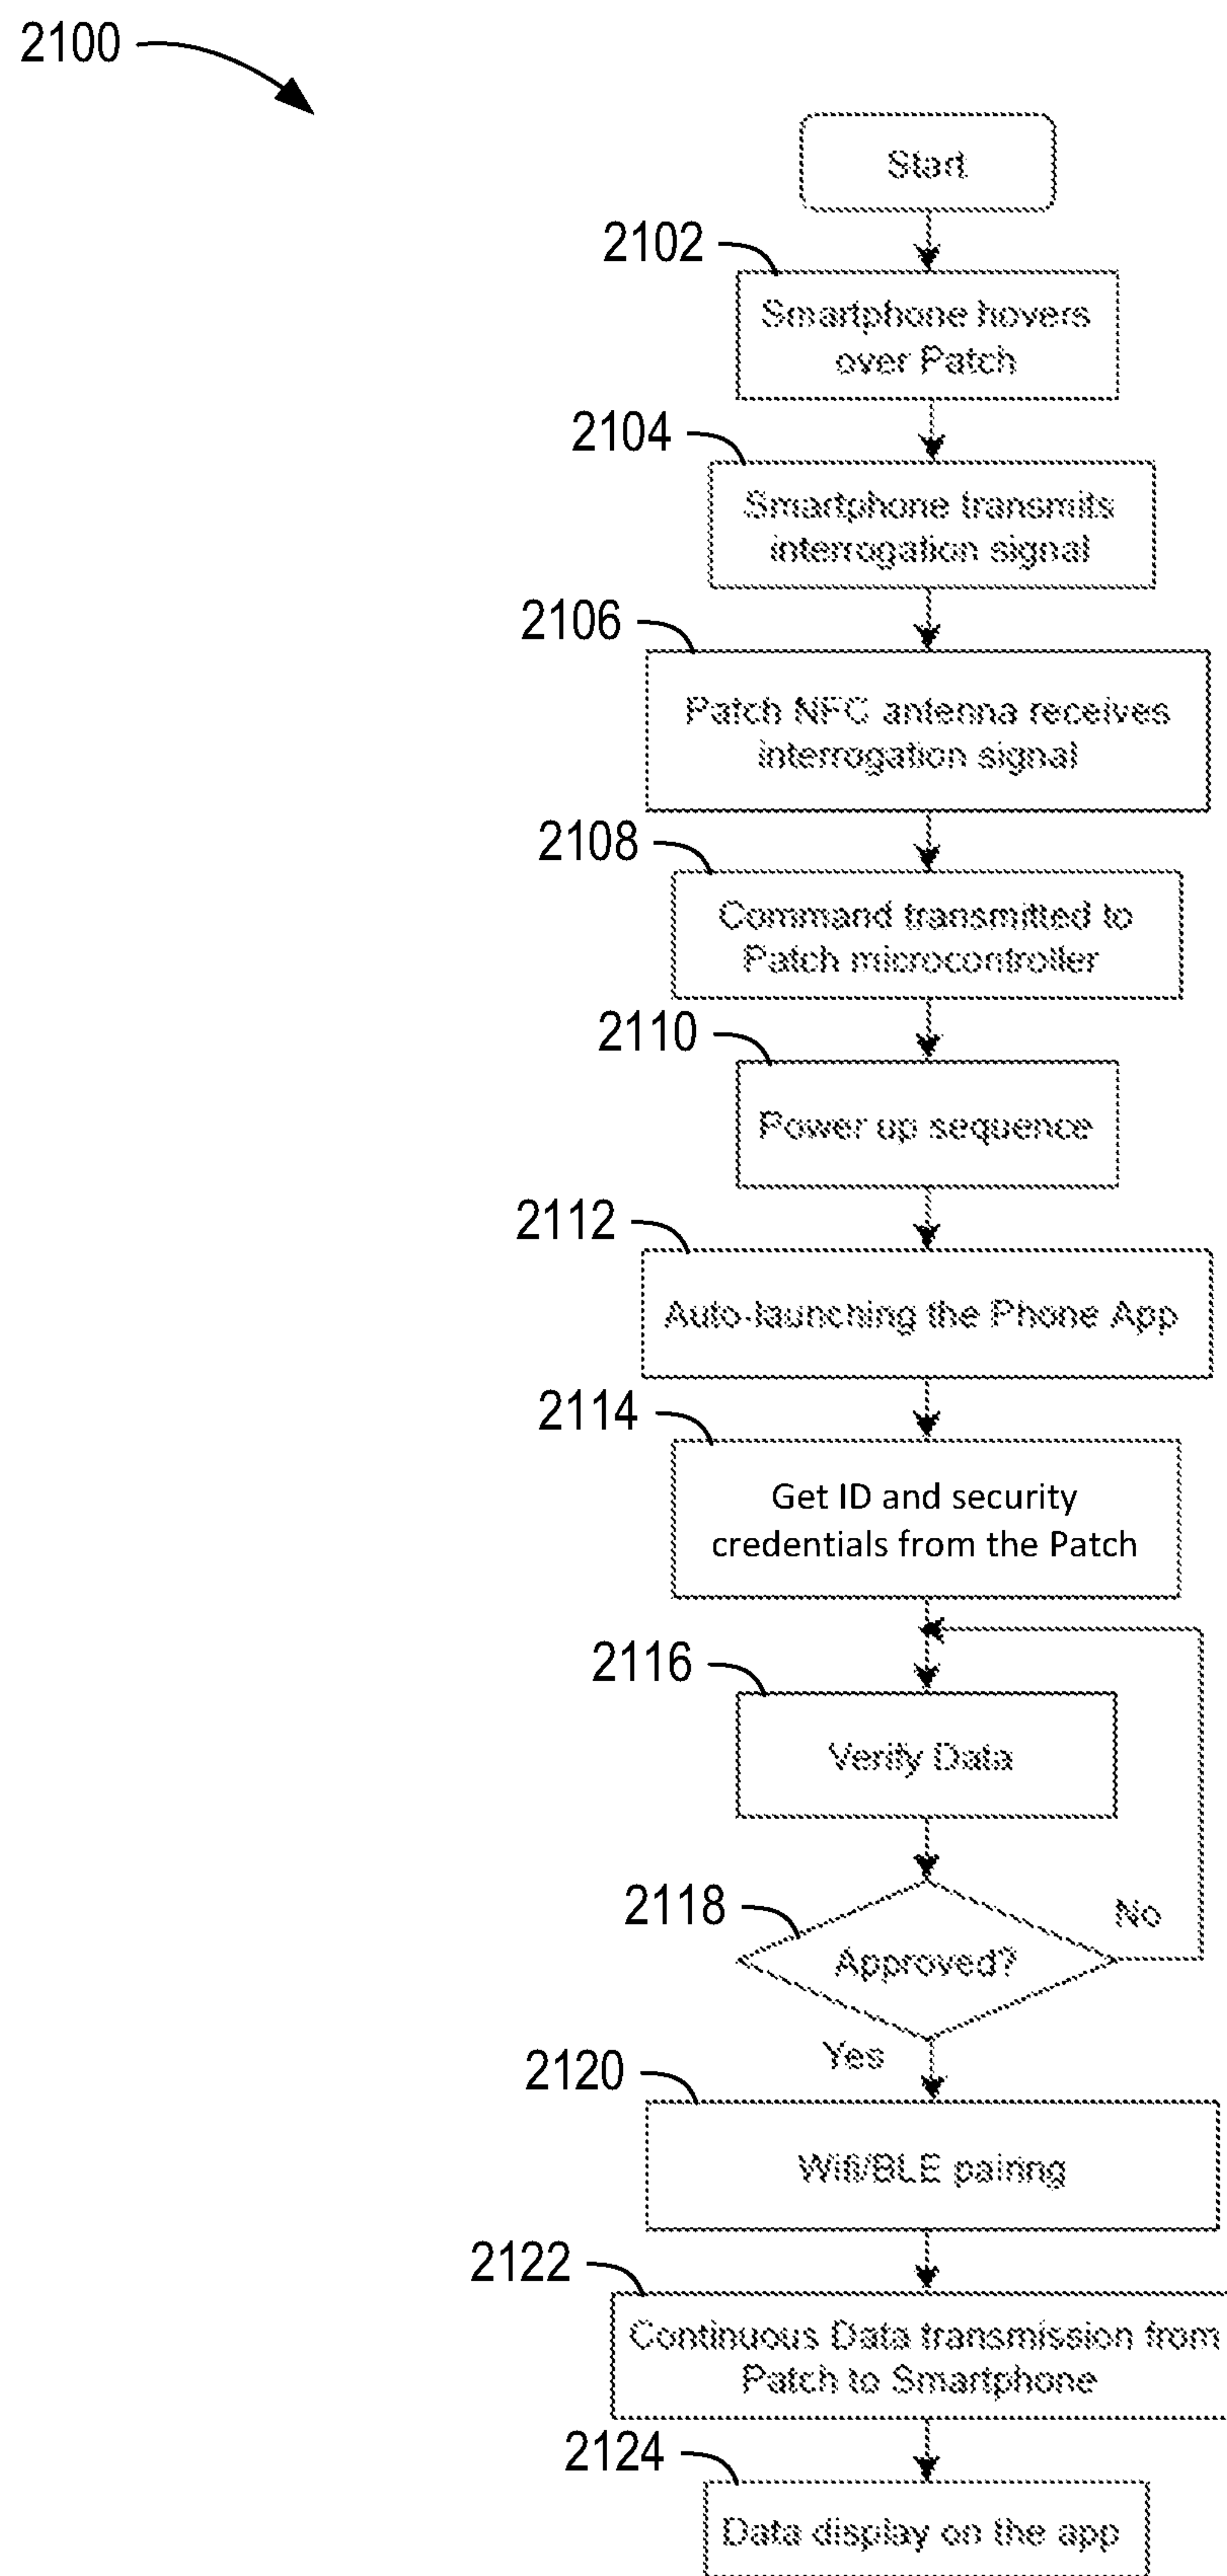 2100
Start
2102
Smartphone hovers
over Patch
2104
Smartphone transmits
interrogation signal
2106
Patch NFC antenna receives
interrogation signal
2108
Command transmitted to
Patch microcontroller
2110
Power up sequence
2112
Auto-launching the Phone App
2114
Get ID and security
credentials from the Patch
2116
Verify Data
2118
Approved?
No
Yes
2120
Wifi/BLE pairing
2122
Continuous Data transmission from
Patch to Smartphone
2124
Data display on the app